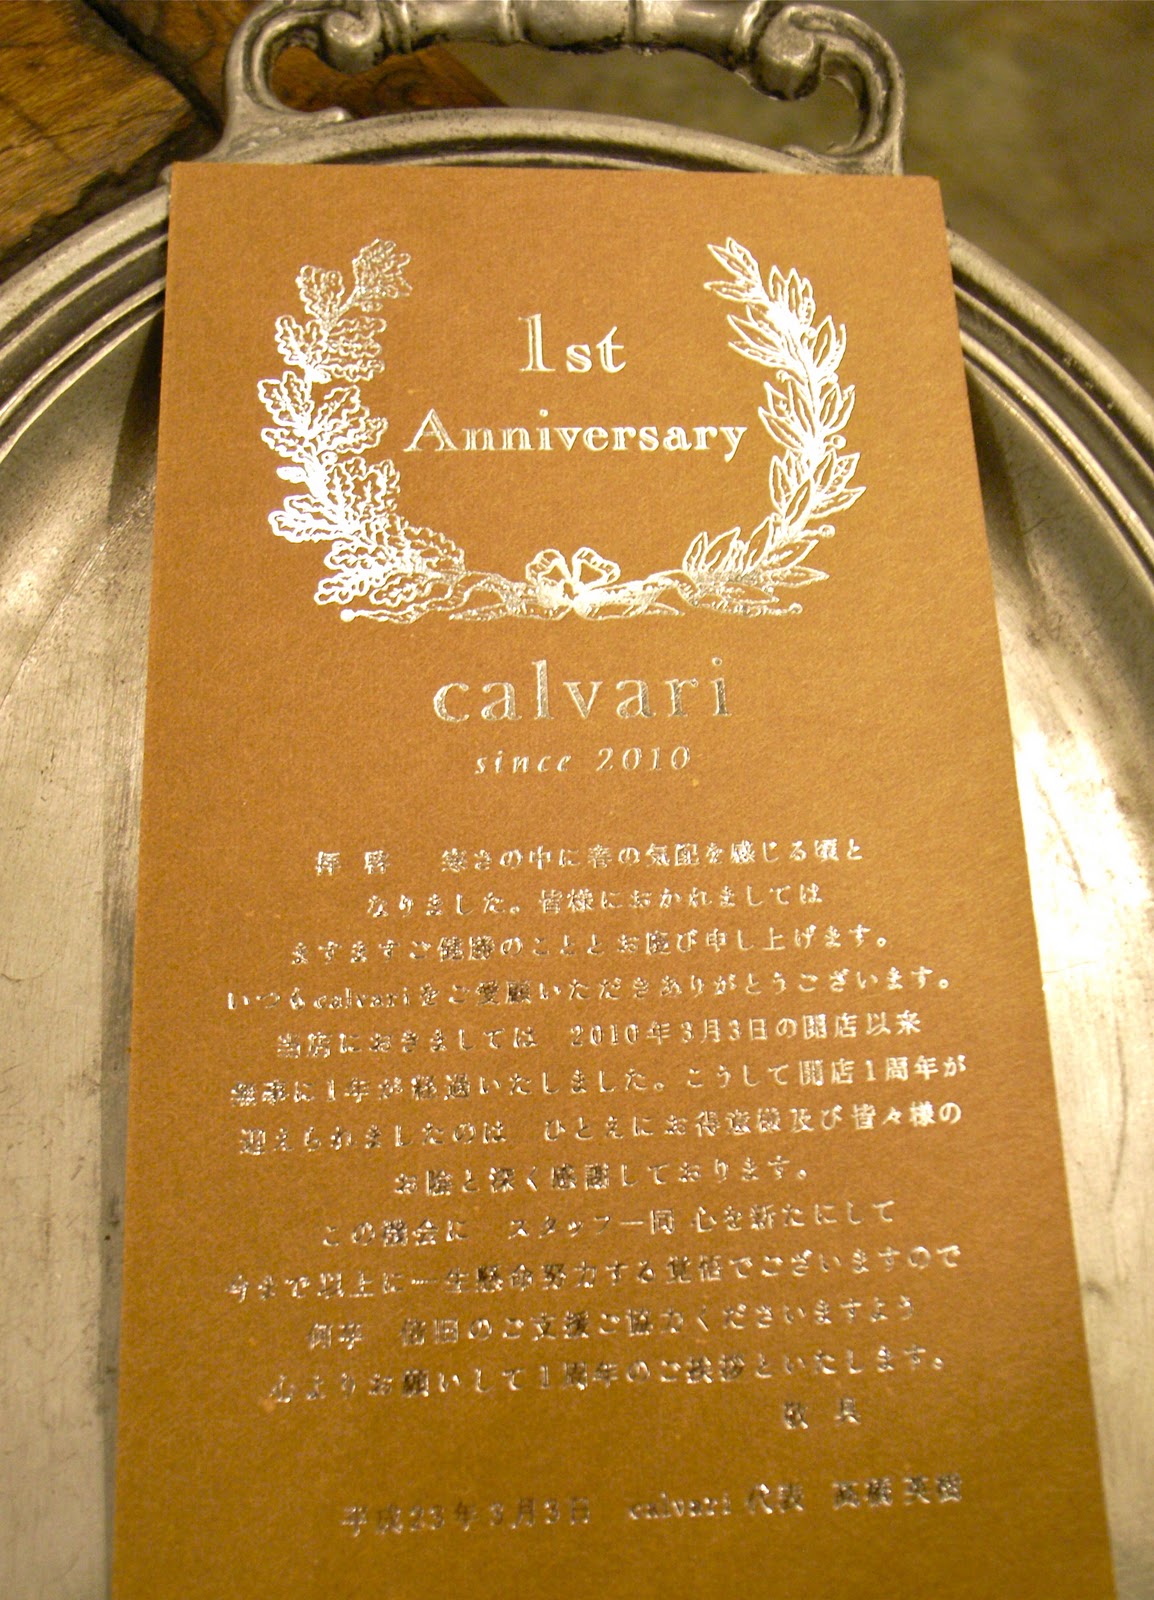 1st
Anniversary
calvari
since 2010
拝 啓 寒さの中に春の気配を感じる頃と
なりました。皆様におかれましては
ますますご健勝のこととお慶び申し上げます。
いつもcalvariをご愛顧いただきありがとうございます。
当店におきましては 2010年3月3日の開店以来
無事に1年が経過いたしました。こうして開店1周年が
迎えられましたのは ひとえにお得意様及び皆々様の
お陰と深く感謝しております。
この機会に スタッフ一同 心を新たにして
今まで以上に一生懸命努力する覚悟でございますので
何卒 倍旧のご支援ご協力くださいますよう
心よりお願いして1周年のご挨拶といたします。
敬 具
平成23年3月3日 calvari 代表 高橋 英樹